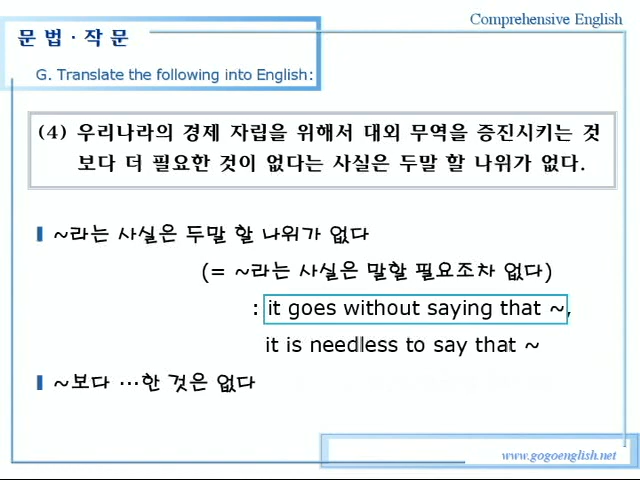 Comprehensive English
문 법 · 작 문
G. Translate the following into English:
(4) 우리나라의 경제 자립을 위해서 대외 무역을 증진시키는 것
보다 더 필요한 것이 없다는 사실은 두말 할 나위가 없다.
~라는 사실은 두말 할 나위가 없다
(= ~라는 사실은 말할 필요조차 없다)
: it goes without saying that ~,
it is needless to say that ~
~보다 …한 것은 없다
www.gogoenglish.net